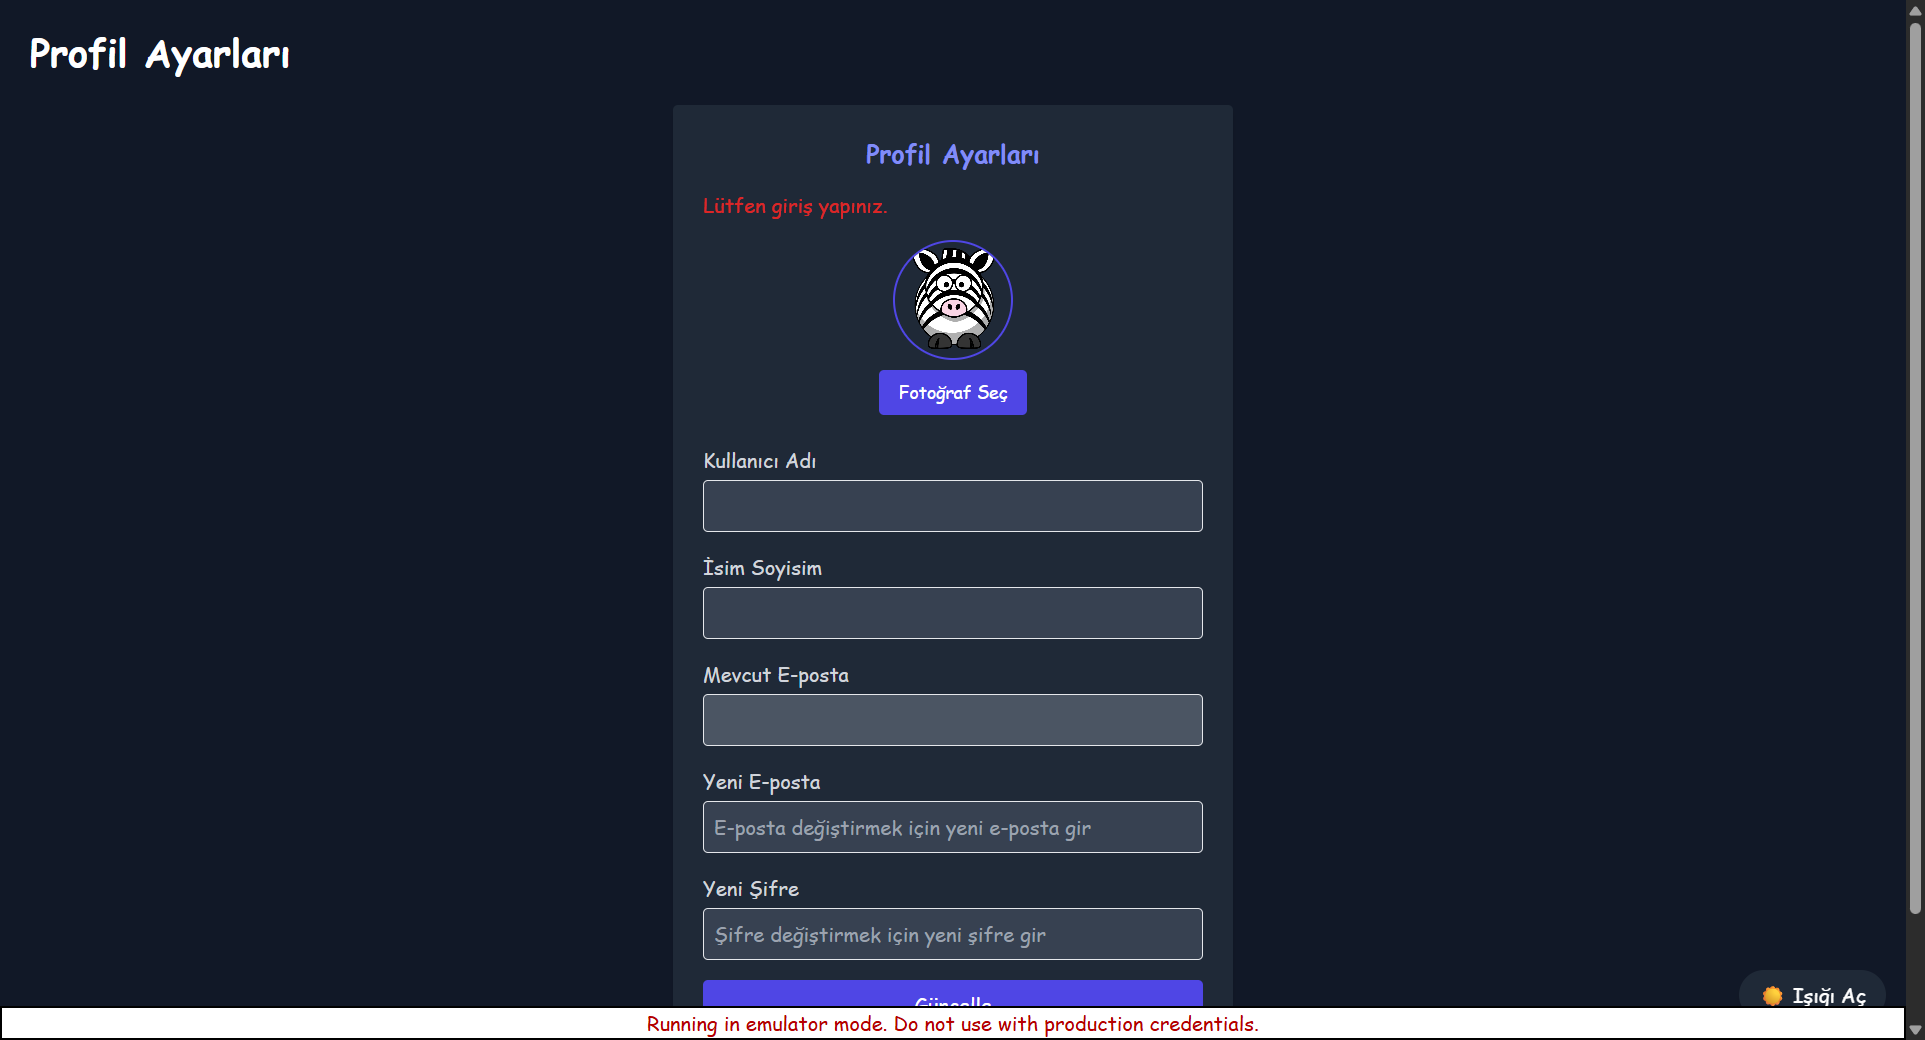 Profil Ayarları
Profil Ayarları
Lütfen giriş yapınız.
Fotoğraf Seç
Kullanıcı Adı
İsim Soyisim
Mevcut E-posta
Yeni E-posta
E-posta değiştirmek için yeni e-posta gir
Yeni Şifre
Şifre değiştirmek için yeni şifre gir
Güncelle
Işığı Aç
Running in emulator mode. Do not use with production credentials.